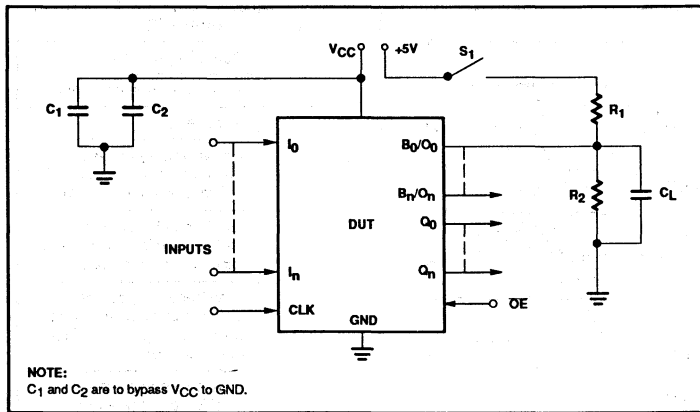 VCC +5V S1
C1 C2 R1
I0 B0/O0
Bn/On R2 CL
DUT Q0
INPUTS
In Qn
CLK OE
GND
NOTE:
C1 and C2 are to bypass VCC to GND.